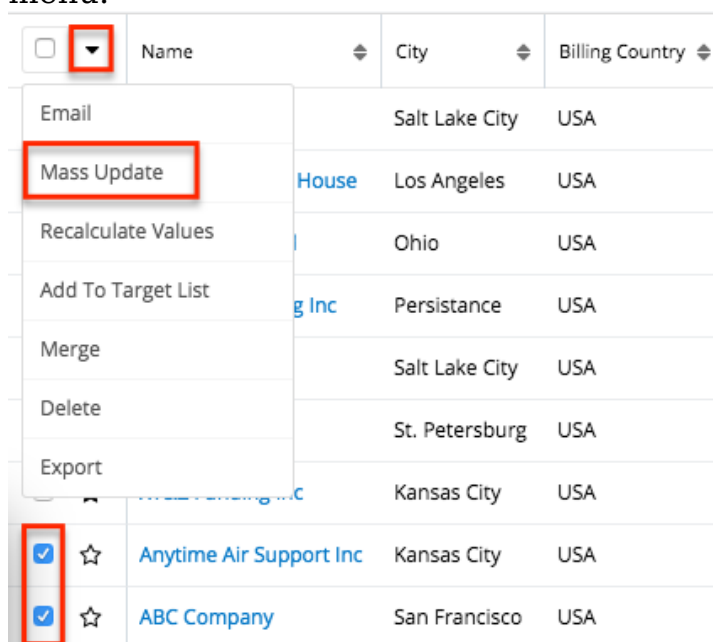 Name City Billing Country
Email
Salt Lake City USA
Mass Update
House Los Angeles USA
Recalculate Values
Ohio USA
Add To Target List
g Inc Persistance USA
Merge
Salt Lake City USA
Delete
St. Petersburg USA
Export
Kansas City USA
Anytime Air Support Inc Kansas City USA
ABC Company San Francisco USA